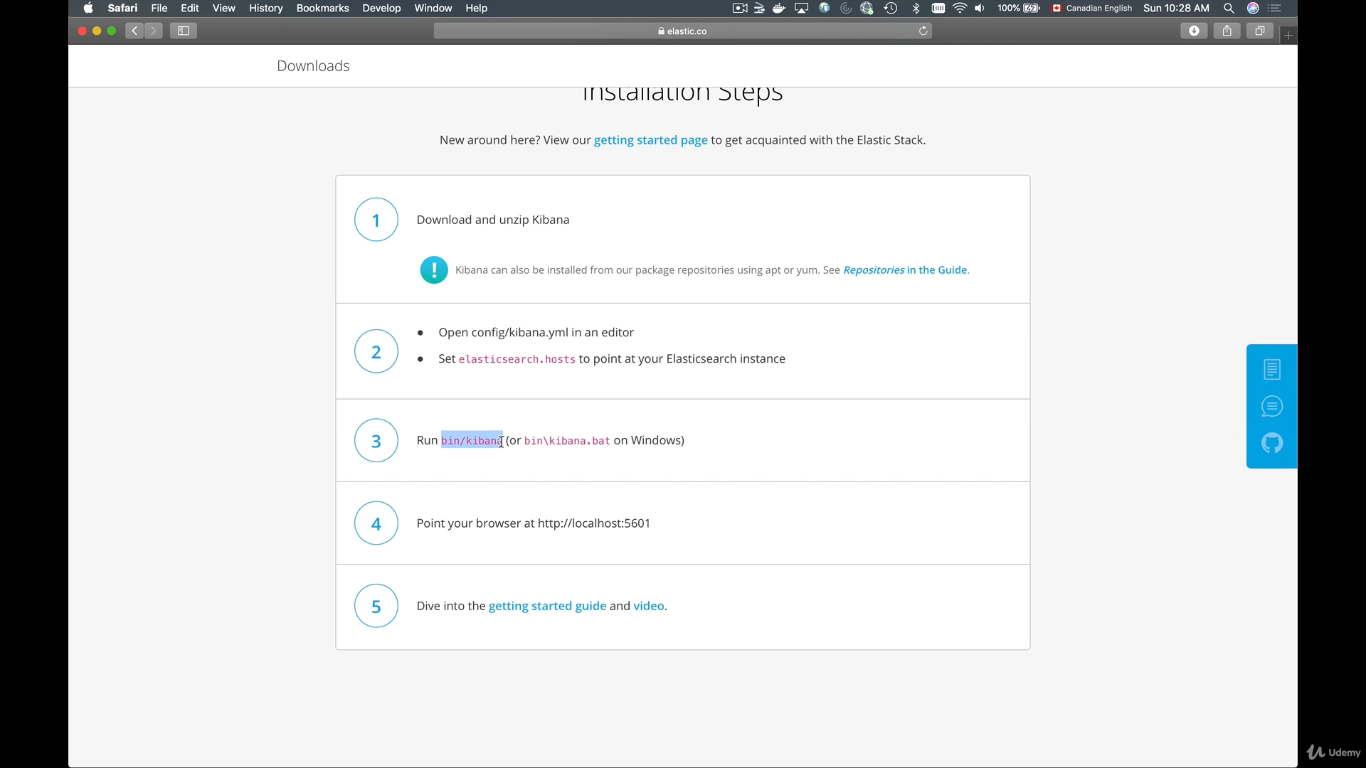 Safari File Edit View History Bookmarks Develop Window Help 100% Canadian English Sun 10:28 AM
elastic.co
Downloads
Installation Steps
New around here? View our getting started page to get acquainted with the Elastic Stack.
1 Download and unzip Kibana
! Kibana can also be installed from our package repositories using apt or yum. See Repositories in the Guide.
● Open config/kibana.yml in an editor
2
● Set elasticsearch.hosts to point at your Elasticsearch instance
3 Run bin/kibana (or bin\kibana.bat on Windows)
4 Point your browser at http://localhost:5601
5 Dive into the getting started guide and video.
Udemy